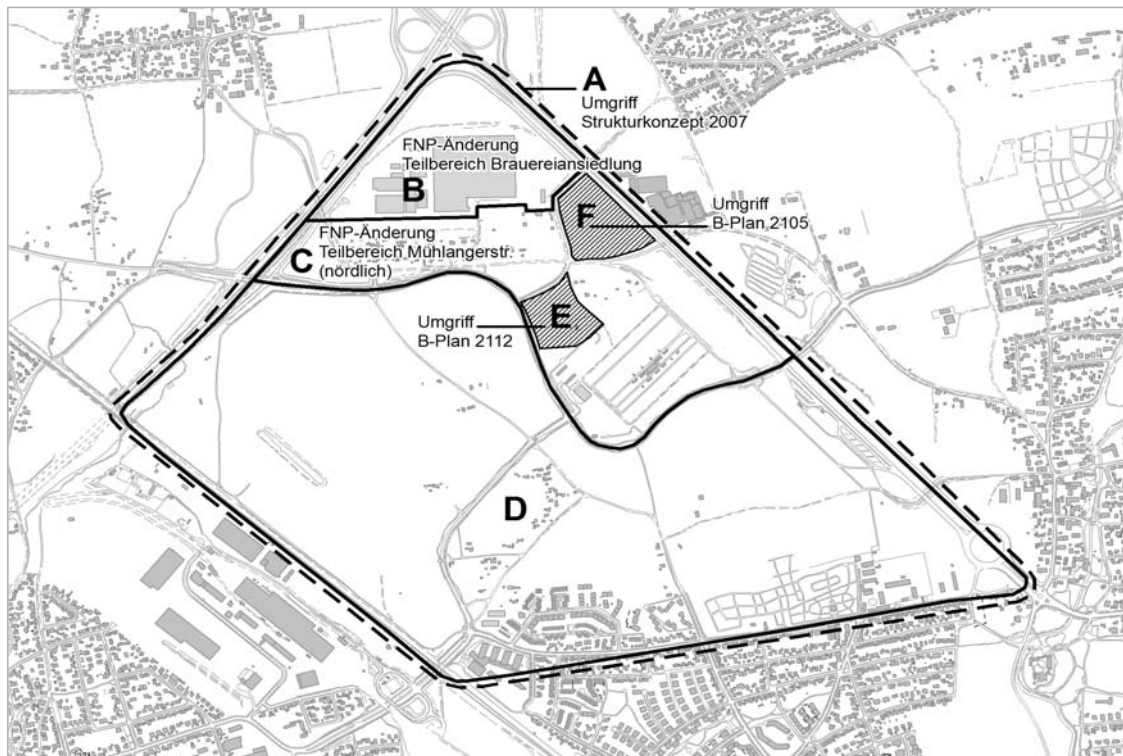 A
Umgriff
Strukturkonzept 2007
FNP-Änderung
Teilbereich Brauereiansiedlung
B
F
Umgriff
B-Plan 2105
FNP-Änderung
Teilbereich Mühlangerstr.
(nördlich)
C
E
Umgriff
B-Plan 2112
D